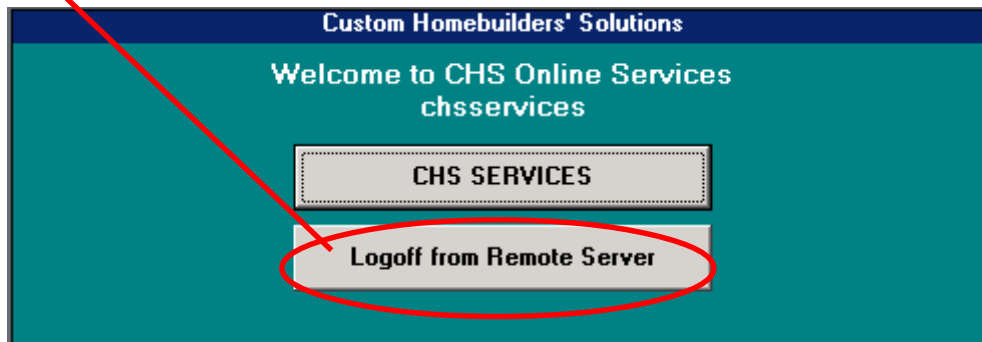 Custom Homebuilders' Solutions
Welcome to CHS Online Services
chsservices
CHS SERVICES
Logoff from Remote Server